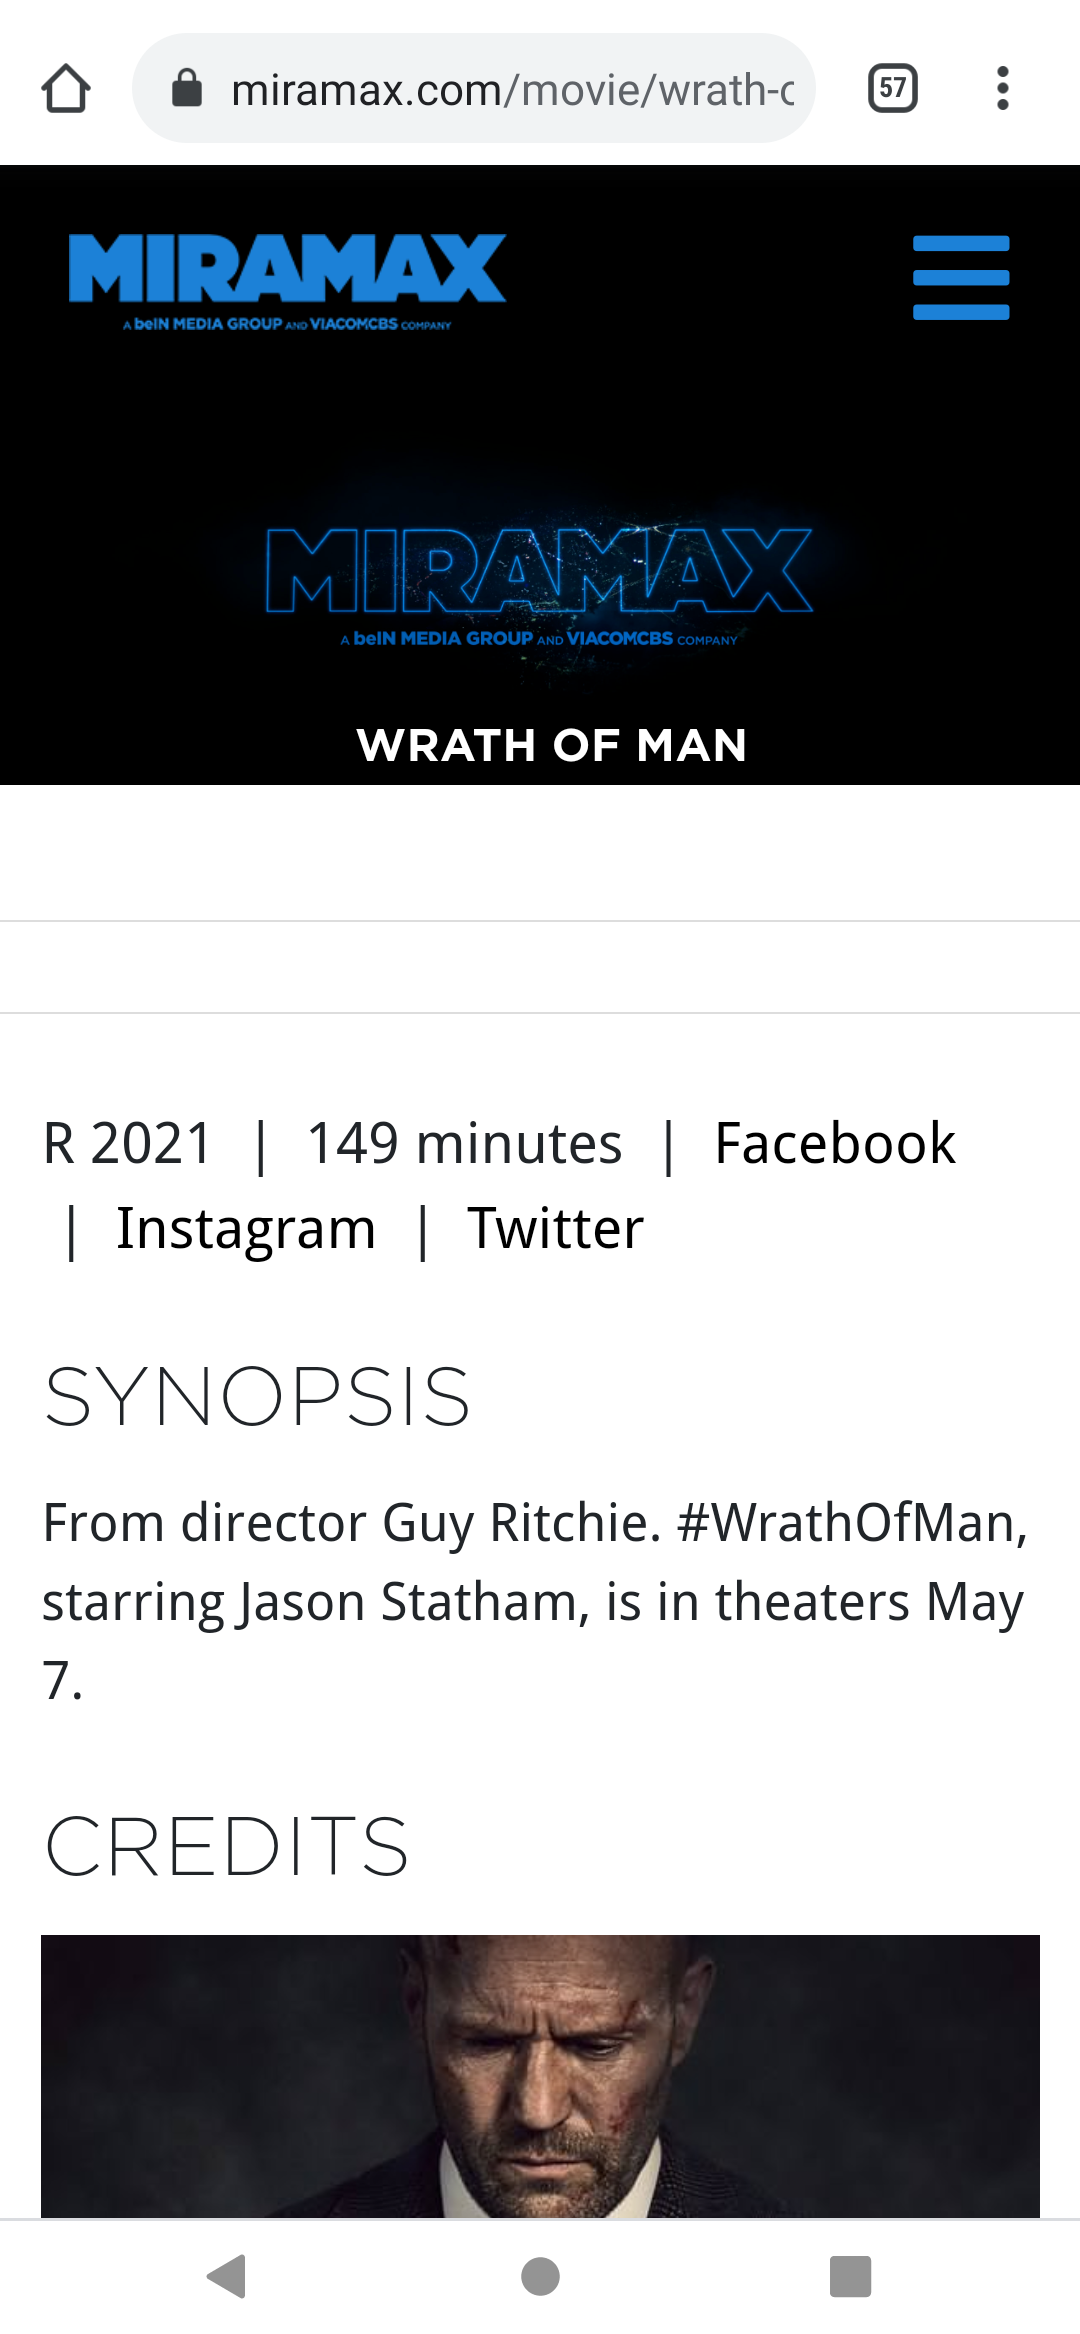 miramax.com/movie/wrath-o
57
MIRAMAX
A beIN MEDIA GROUP AND VIACOMCBS COMPANY
MIRAMAX
A beIN MEDIA GROUP AND VIACOMCBS COMPANY
WRATH OF MAN
R 2021 | 149 minutes | Facebook
| Instagram | Twitter
SYNOPSIS
From director Guy Ritchie. #WrathOfMan,
starring Jason Statham, is in theaters May
7.
CREDITS